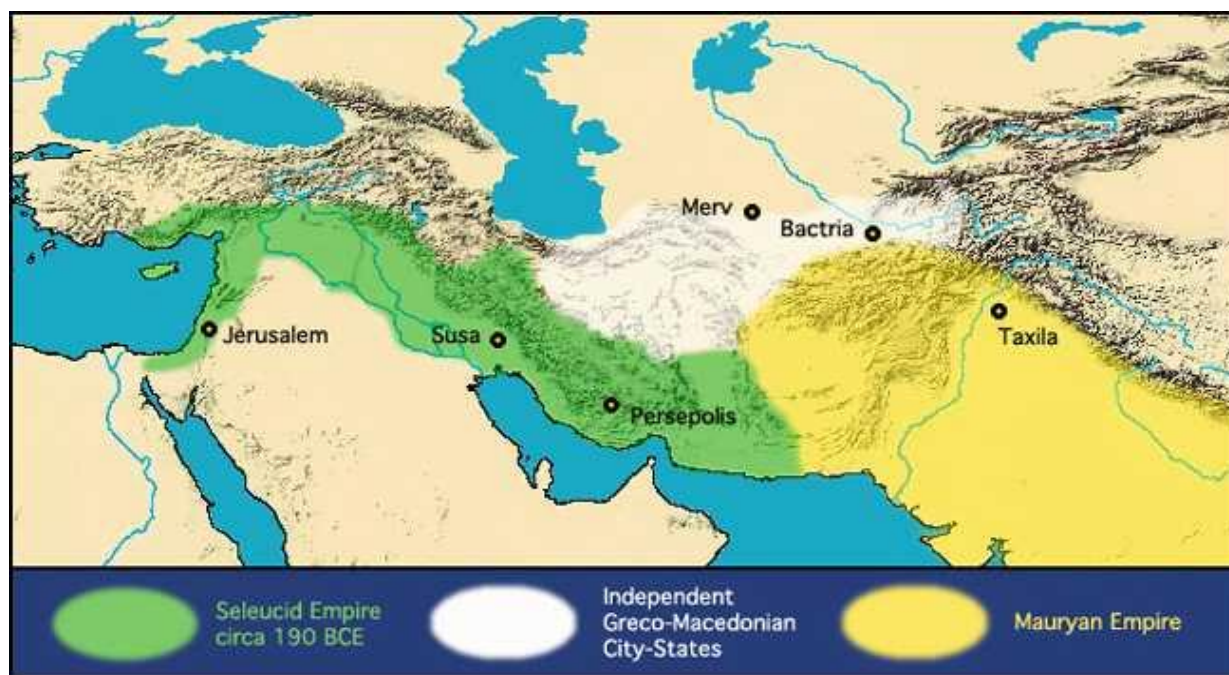 Merv
Bactria
Jerusalem
Susa
Taxila
Persepolis
Seleucid Empire
circa 190 BCE
Independent
Greco-Macedonian
City-States
Mauryan Empire